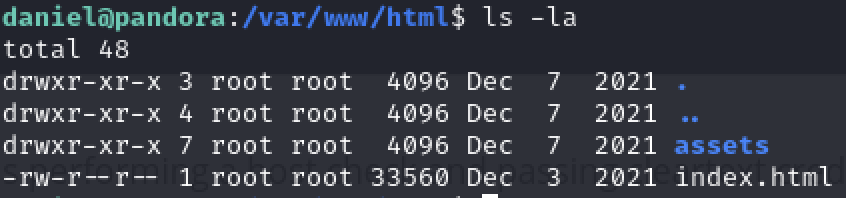 daniel@pandora:/var/www/html$ ls -la
total 48
drwxr-xr-x 3 root root  4096 Dec  7  2021 .
drwxr-xr-x 4 root root  4096 Dec  7  2021 ..
drwxr-xr-x 7 root root  4096 Dec  7  2021 assets
-rw-r--r-- 1 root root 33560 Dec  3  2021 index.html